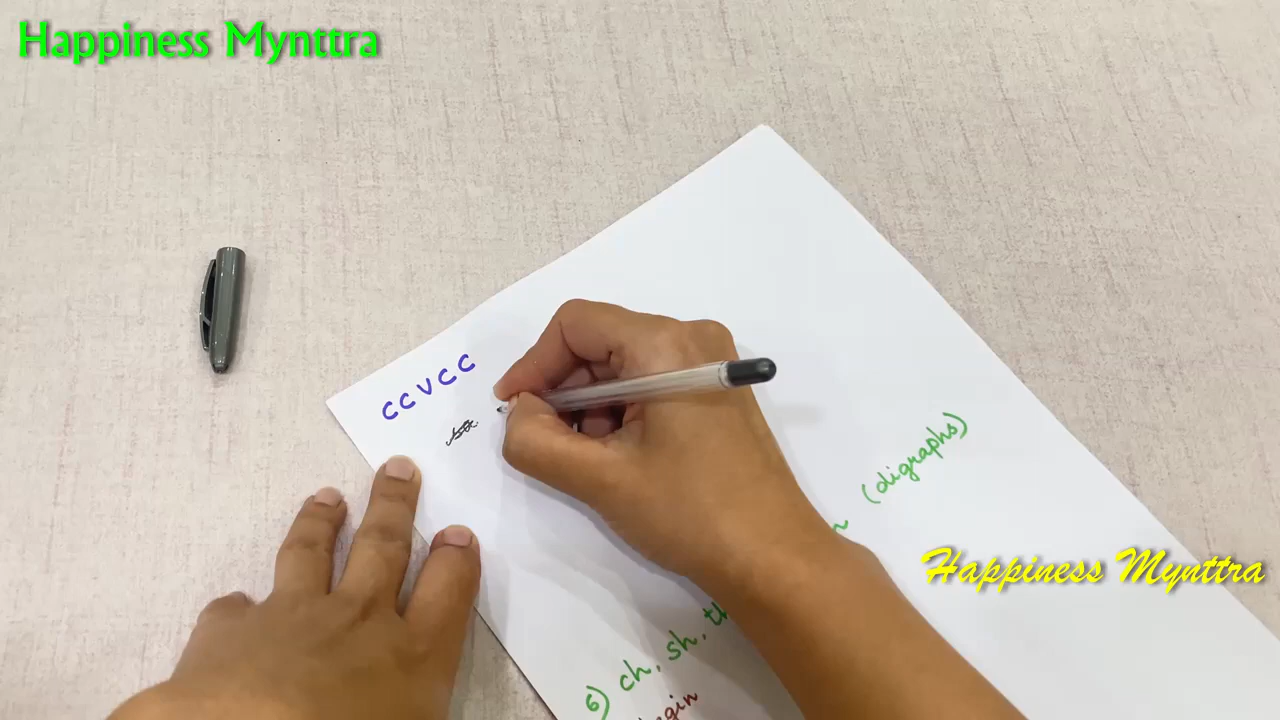 Happiness Mynttra
CCVCC
(digraphs)
Happiness Mynttra
6) ch, sh, th